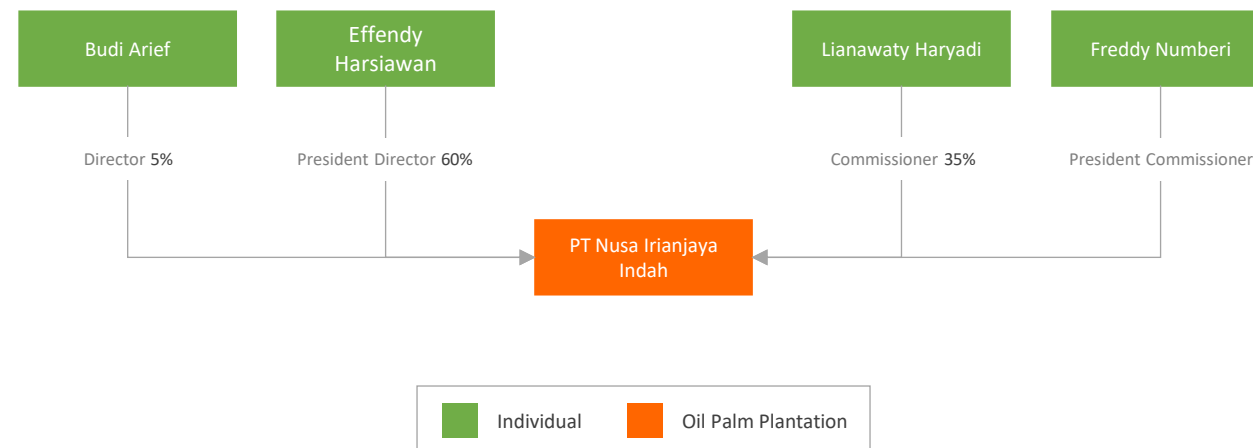 Budi Arief
Effendy
Harsiawan
Lianawaty Haryadi
Freddy Numberi
Director 5%
President Director 60%
Commissioner 35%
President Commissioner
PT Nusa Irianjaya
Indah
Individual
Oil Palm Plantation